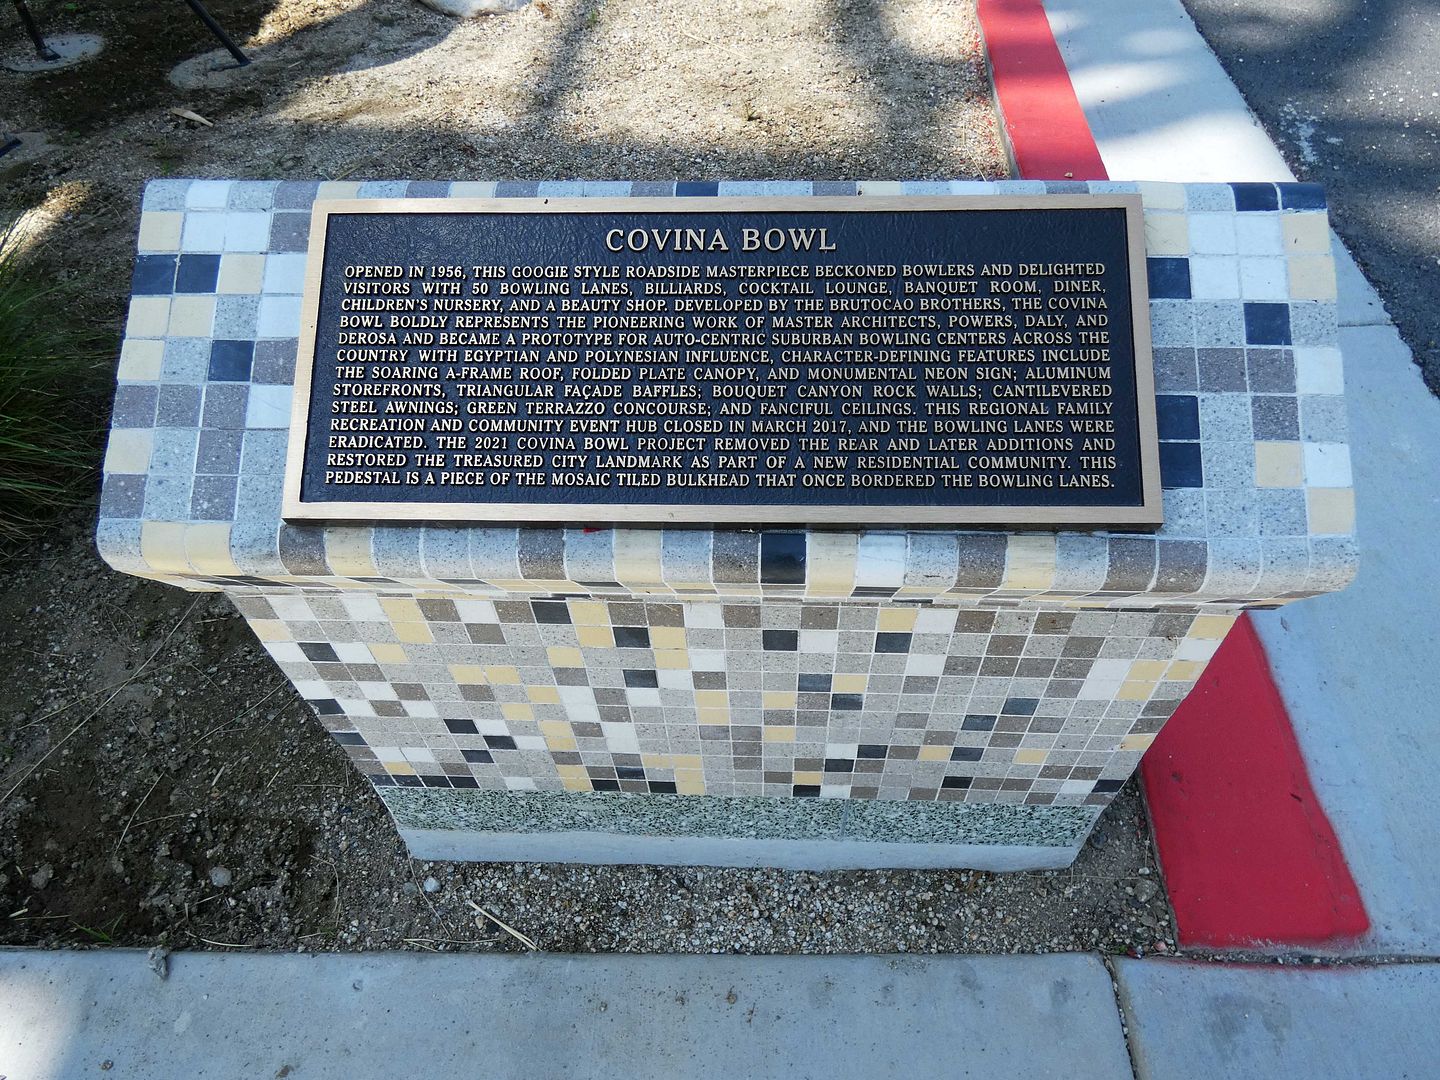 COVINA BOWL
OPENED IN 1956, THIS GOOGIE STYLE ROADSIDE MASTERPIECE BECKONED BOWLERS AND DELIGHTED
VISITORS WITH 50 BOWLING LANES, BILLIARDS, COCKTAIL LOUNGE, BANQUET ROOM, DINER,
CHILDREN'S NURSERY, AND A BEAUTY SHOP. DEVELOPED BY THE BRUTOCAO BROTHERS, THE COVINA
BOWL BOLDLY REPRESENTS THE PIONEERING WORK OF MASTER ARCHITECTS, POWERS, DALY, AND
DEROSA AND BECAME A PROTOTYPE FOR AUTO-CENTRIC SUBURBAN BOWLING CENTERS ACROSS THE
COUNTRY WITH EGYPTIAN AND POLYNESIAN INFLUENCE, CHARACTER-DEFINING FEATURES INCLUDE
THE SOARING A-FRAME ROOF, FOLDED PLATE CANOPY, AND MONUMENTAL NEON SIGN; ALUMINUM
STOREFRONTS, TRIANGULAR FAÇADE BAFFLES; BOUQUET CANYON ROCK WALLS; CANTILEVERED
STEEL AWNINGS; GREEN TERRAZZO CONCOURSE; AND FANCIFUL CEILINGS. THIS REGIONAL FAMILY
RECREATION AND COMMUNITY EVENT HUB CLOSED IN MARCH 2017, AND THE BOWLING LANES WERE
ERADICATED. THE 2021 COVINA BOWL PROJECT REMOVED THE REAR AND LATER ADDITIONS AND
RESTORED THE TREASURED CITY LANDMARK AS PART OF A NEW RESIDENTIAL COMMUNITY. THIS
PEDESTAL IS A PIECE OF THE MOSAIC TILED BULKHEAD THAT ONCE BORDERED THE BOWLING LANES.